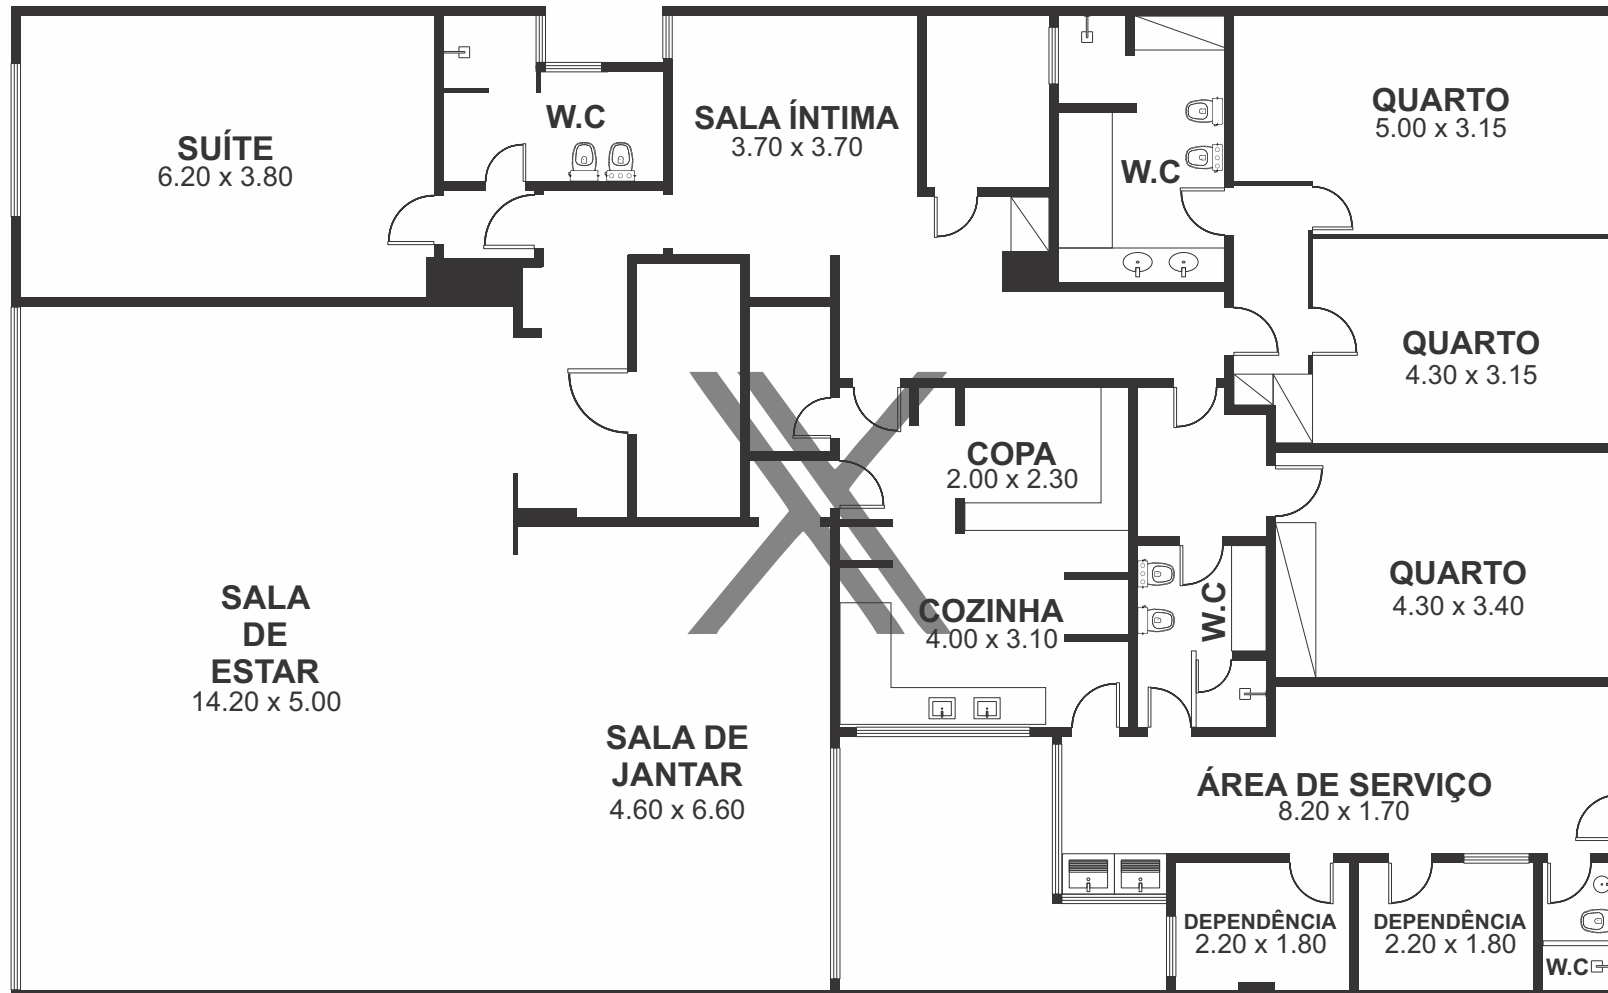 SUÍTE
6.20 x 3.80
W.C
SALA ÍNTIMA
3.70 x 3.70
W.C
QUARTO
5.00 x 3.15
QUARTO
4.30 x 3.15
COPA
2.00 x 2.30
QUARTO
4.30 x 3.40
W.C
COZINHA
4.00 x 3.10
SALA
DE
ESTAR
14.20 x 5.00
SALA DE
JANTAR
4.60 x 6.60
ÁREA DE SERVIÇO
8.20 x 1.70
DEPENDÊNCIA
2.20 x 1.80
DEPENDÊNCIA
2.20 x 1.80
W.C